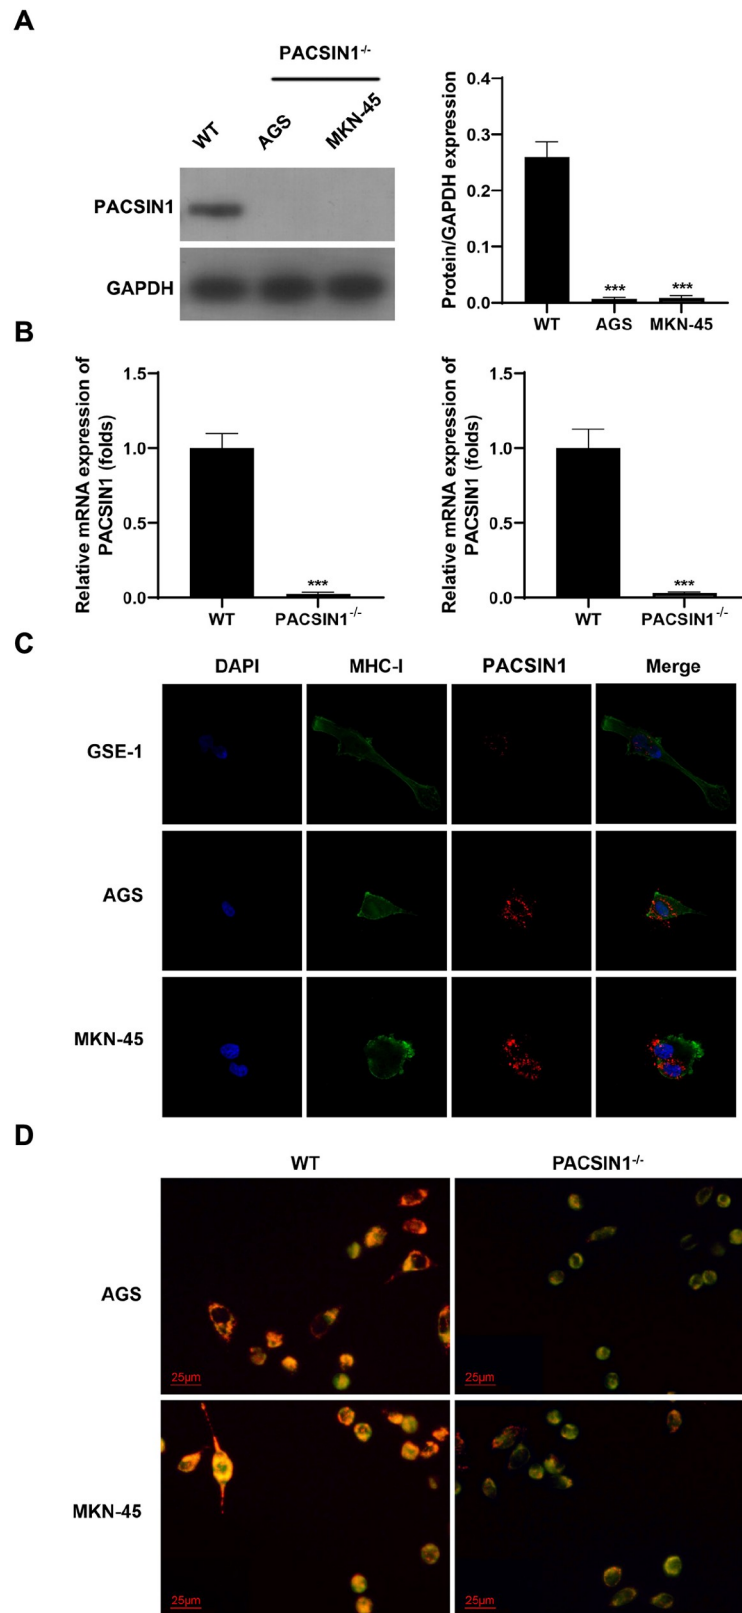 A
PACSIN1-/-
WT
AGS
MKN-45
PACSIN1
GAPDH
Protein/GAPDH expression
0.4
0.3
0.2
0.1
0.0
***
***
WT
AGS
MKN-45
B
Relative mRNA expression of
PACSIN1 (folds)
1.5
1.0
0.5
0.0
***
WT
PACSIN1-/-
Relative mRNA expression of
PACSIN1 (folds)
1.5
1.0
0.5
0.0
***
WT
PACSIN1-/-
C
DAPI
MHC-I
PACSIN1
Merge
GSE-1
AGS
MKN-45
D
WT
PACSIN1-/-
AGS
25μm
25μm
MKN-45
25μm
25μm